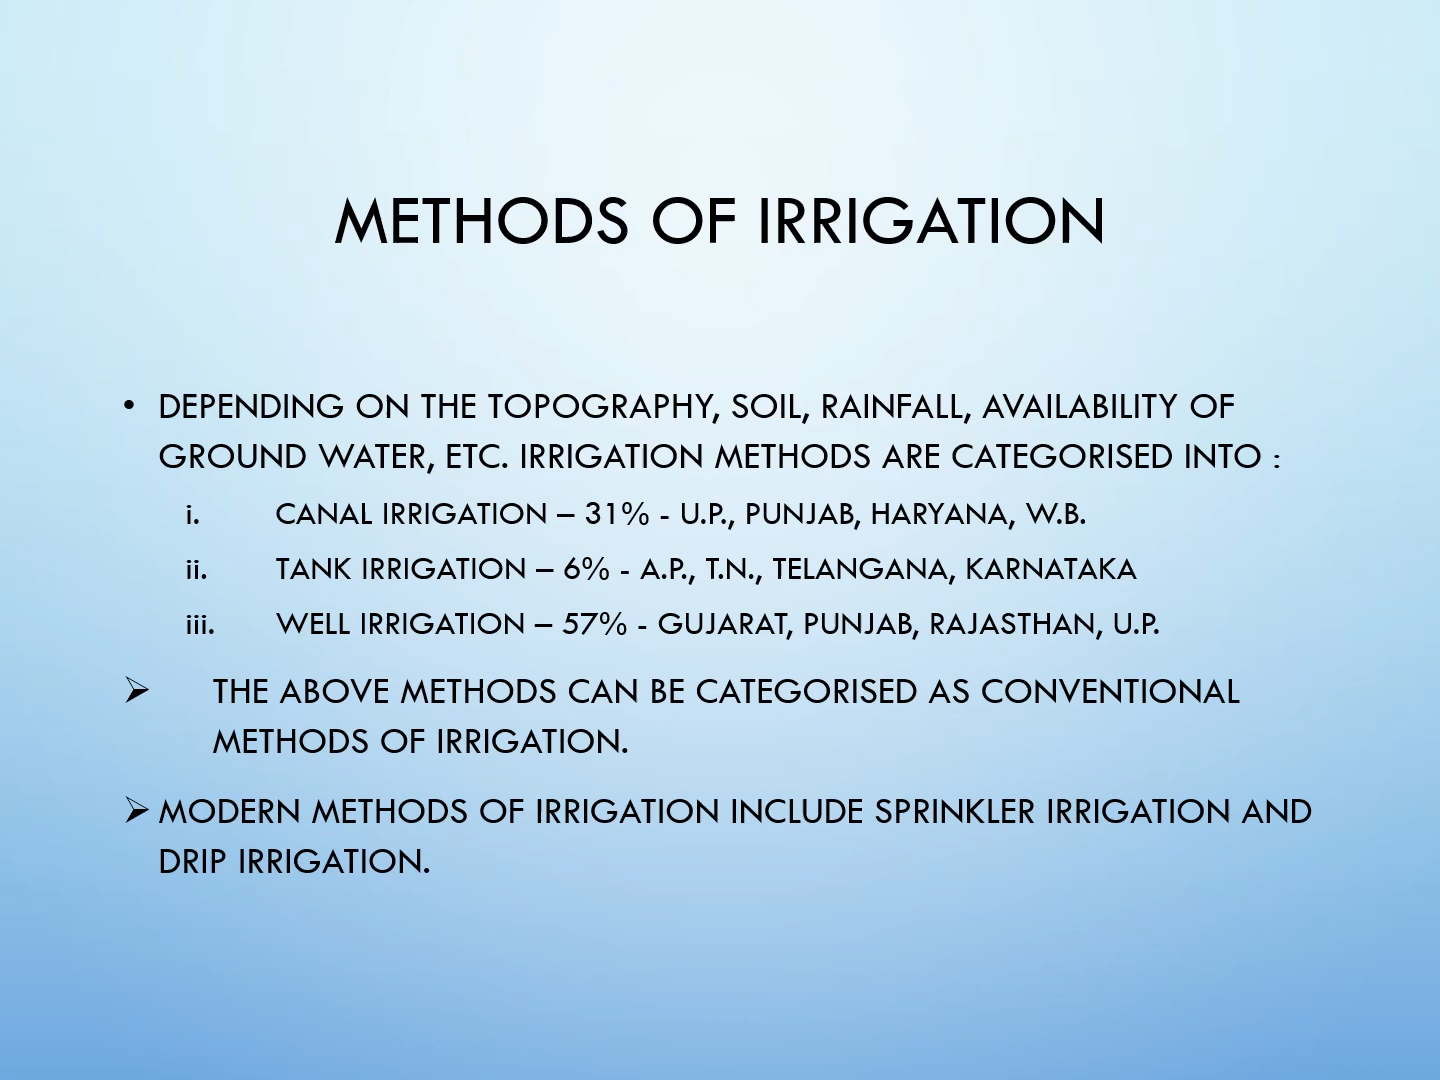 METHODS OF IRRIGATION
• DEPENDING ON THE TOPOGRAPHY, SOIL, RAINFALL, AVAILABILITY OF
GROUND WATER, ETC. IRRIGATION METHODS ARE CATEGORISED INTO :
i. CANAL IRRIGATION – 31% - U.P., PUNJAB, HARYANA, W.B.
ii. TANK IRRIGATION – 6% - A.P., T.N., TELANGANA, KARNATAKA
iii. WELL IRRIGATION – 57% - GUJARAT, PUNJAB, RAJASTHAN, U.P.
➢ THE ABOVE METHODS CAN BE CATEGORISED AS CONVENTIONAL
METHODS OF IRRIGATION.
➢ MODERN METHODS OF IRRIGATION INCLUDE SPRINKLER IRRIGATION AND
DRIP IRRIGATION.